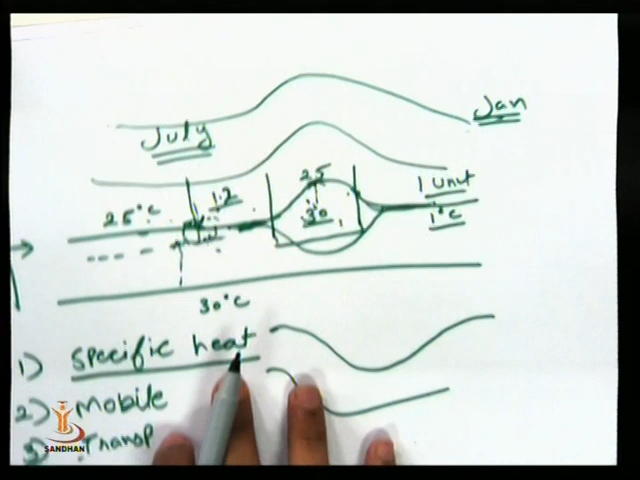 Jan
July
25
1 unit
25°C
1.2
30
1°C
30°C
1) specific heat
2) Mobile
3) Transp
SANDHAN